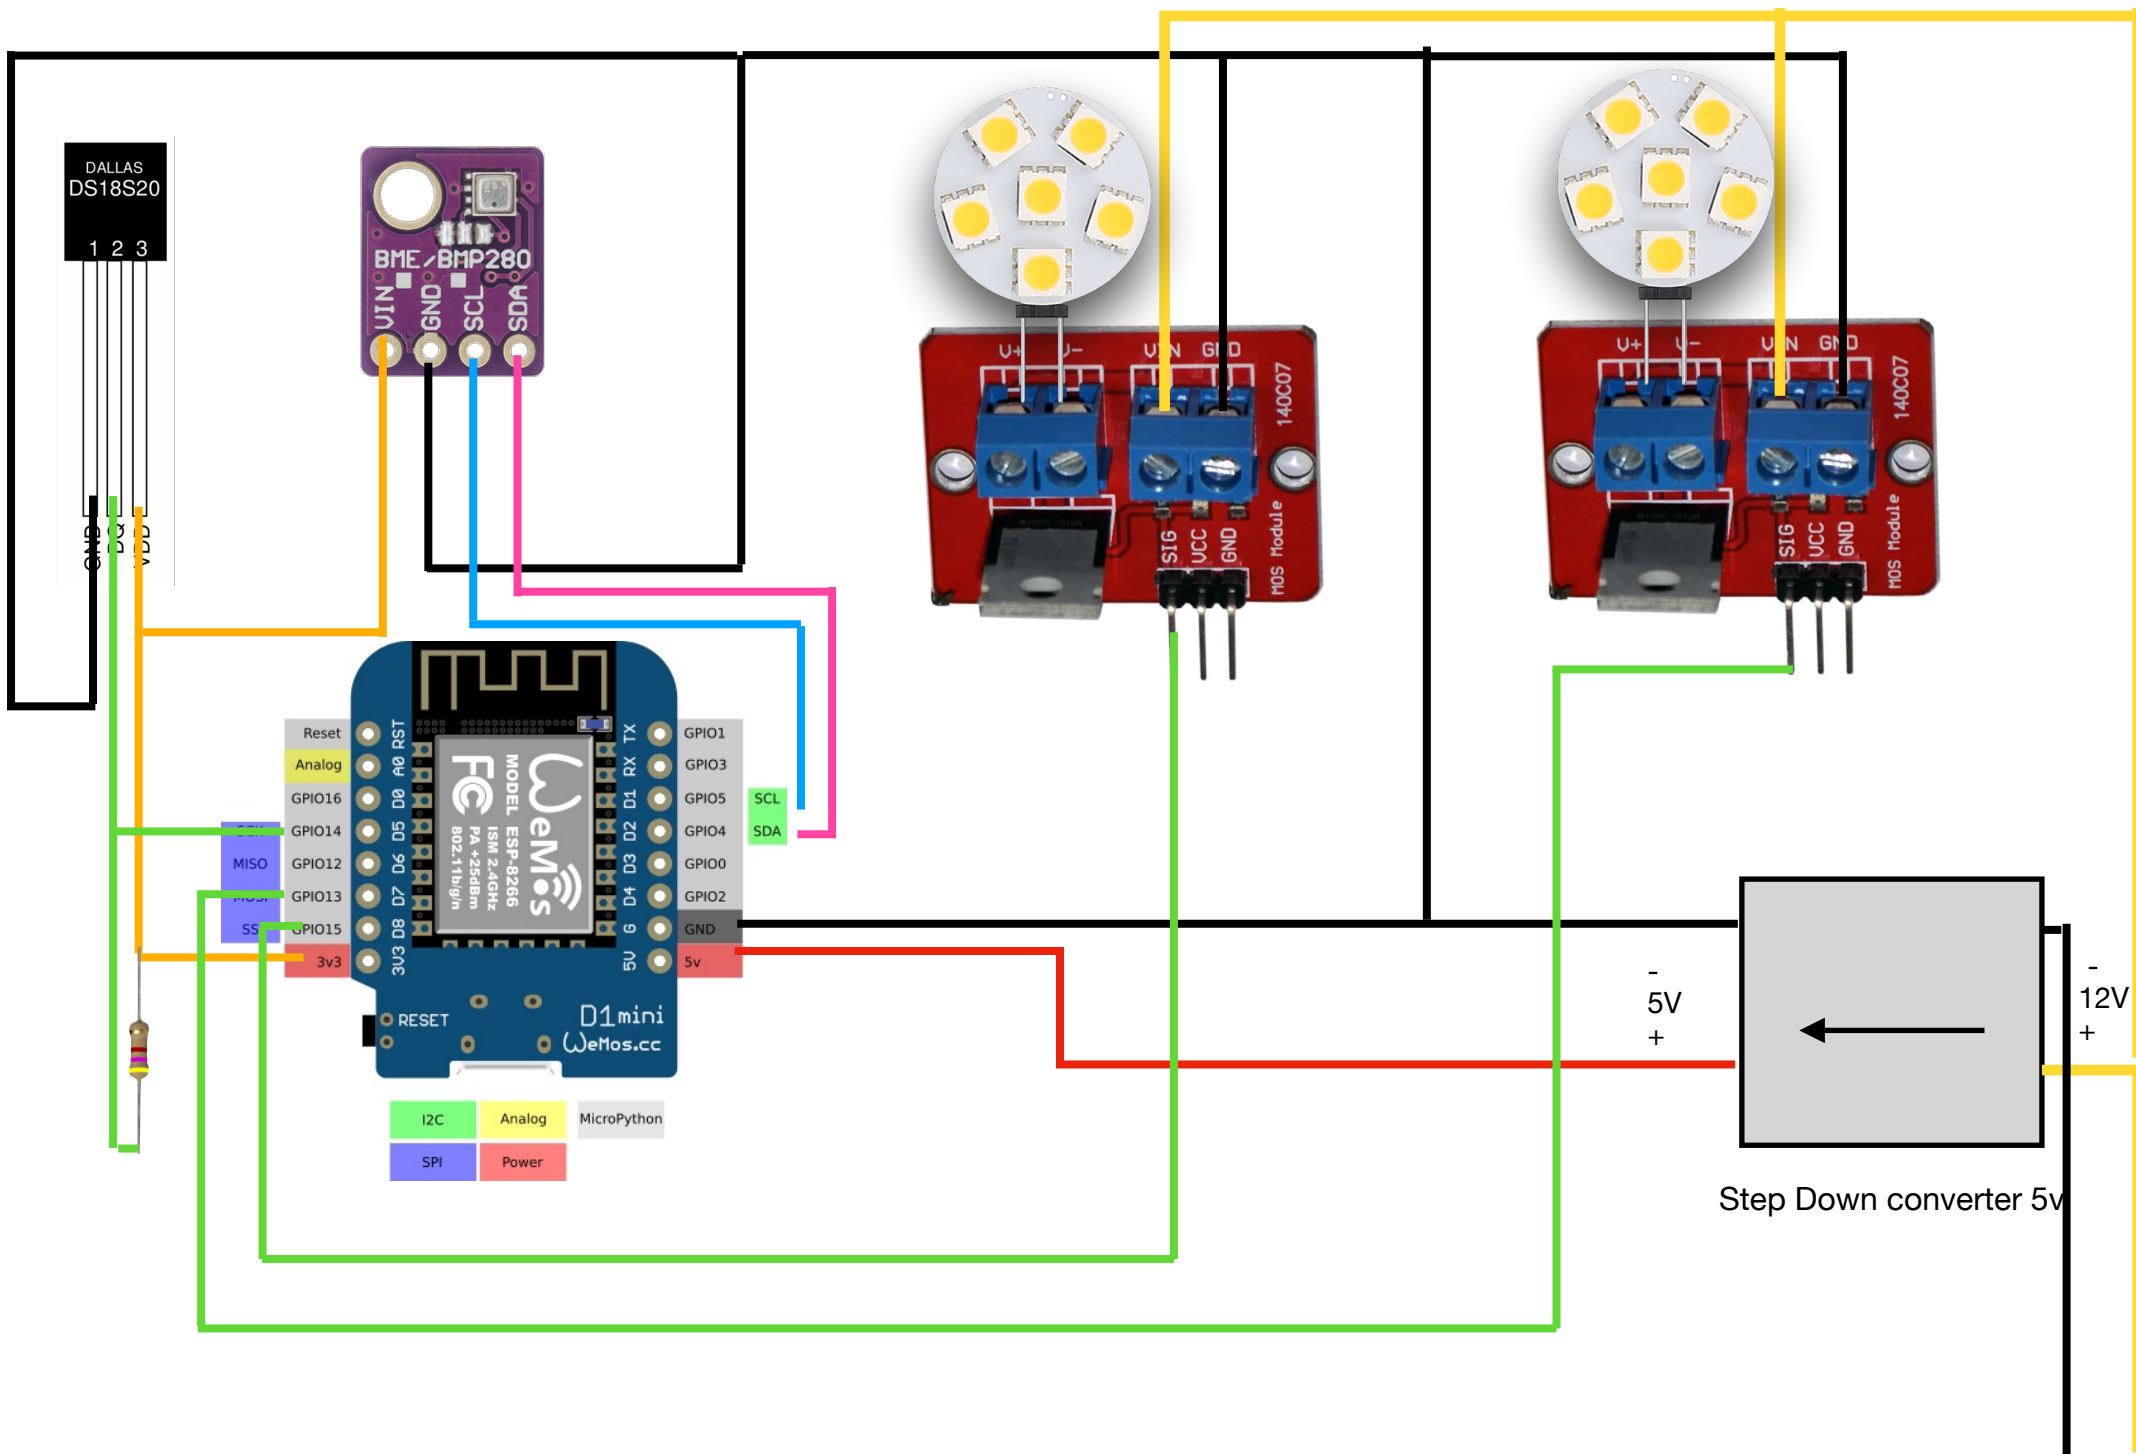 DALLAS
DS18S20
1 2 3
GND
DQ
VDD
BME/BMP280
VIN
GND
SCL
SDA
V+
V-
VIN
GND
140C07
SIG
VCC
GND
MOS Module
V+
V-
VIN
GND
140C07
SIG
VCC
GND
MOS Module
Reset
Analog
GPIO16
GPIO14
GPIO12
GPIO13
GPIO15
3v3
SCK
MISO
MOSI
SS
RST
A0
D0
D5
D6
D7
D8
3V3
TX
RX
D1
D2
D3
D4
G
5V
GPIO1
GPIO3
GPIO5
GPIO4
GPIO0
GPIO2
GND
5v
SCL
SDA
WeMos
MODEL ESP-8266
ISM 2.4GHz
PA +25dBm
802.11b/g/n
FC
RESET
D1mini
WeMos.cc
I2C
Analog
MicroPython
SPI
Power
-
5V
+
-
12V
+
Step Down converter 5v